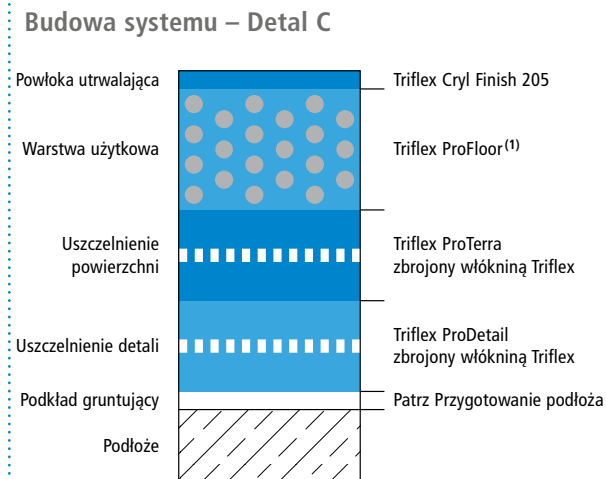 Budowa systemu – Detal C
Powłoka utrwalająca
Triflex Cryl Finish 205
Warstwa użytkowa
Triflex ProFloor(1)
Uszczelnienie
powierzchni
Triflex ProTerra
zbrojony włókniną Triflex
Uszczelnienie detali
Triflex ProDetail
zbrojony włókniną Triflex
Podkład gruntujący
Patrz Przygotowanie podłoża
Podłoże